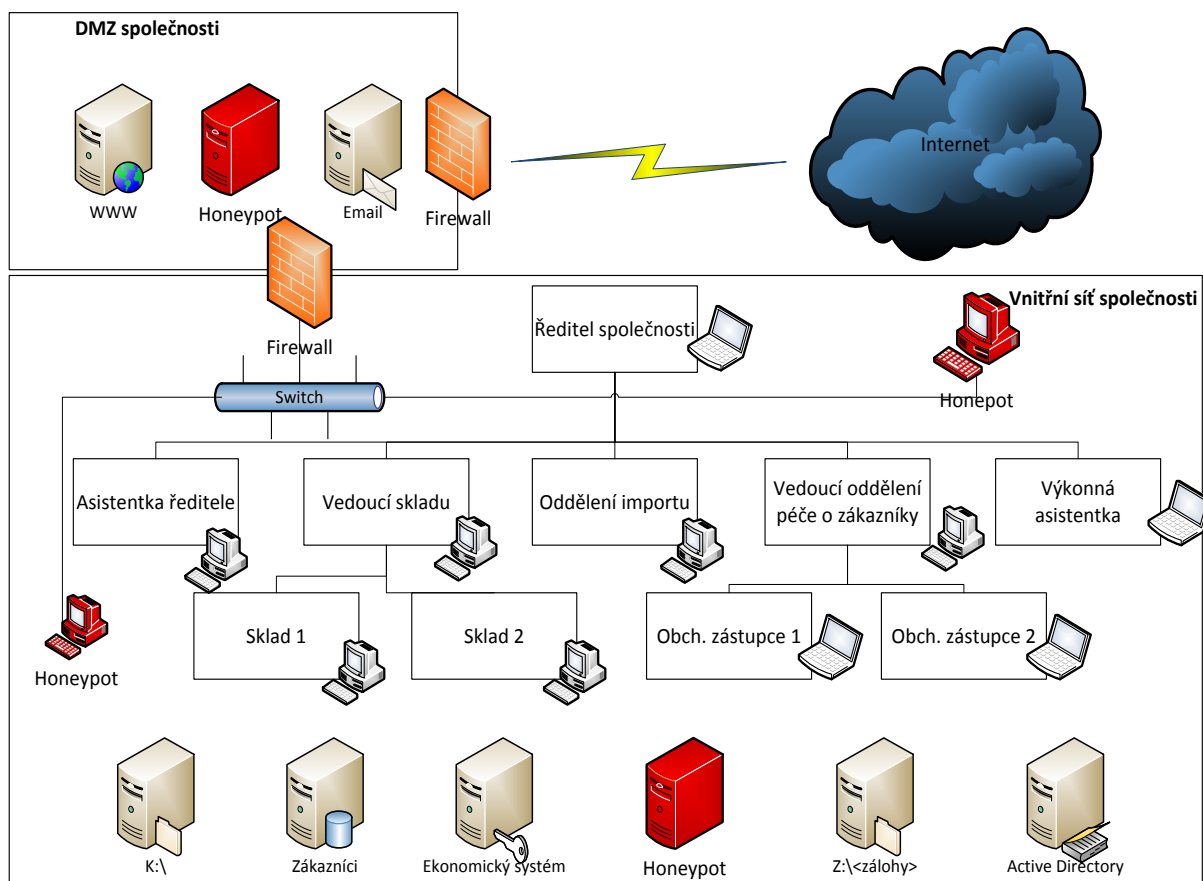 DMZ společnosti
Internet
WWW
Honeypot
Email
Firewall
Firewall
Vnitřní síť společnosti
Ředitel společnosti
Switch
Honepot
Asistentka ředitele
Vedoucí skladu
Oddělení importu
Vedoucí oddělení
péče o zákazníky
Výkonná
asistentka
Sklad 1
Sklad 2
Obch. zástupce 1
Obch. zástupce 2
Honeypot
K:\
Zákazníci
Ekonomický systém
Honeypot
Z:\<zálohy>
Active Directory